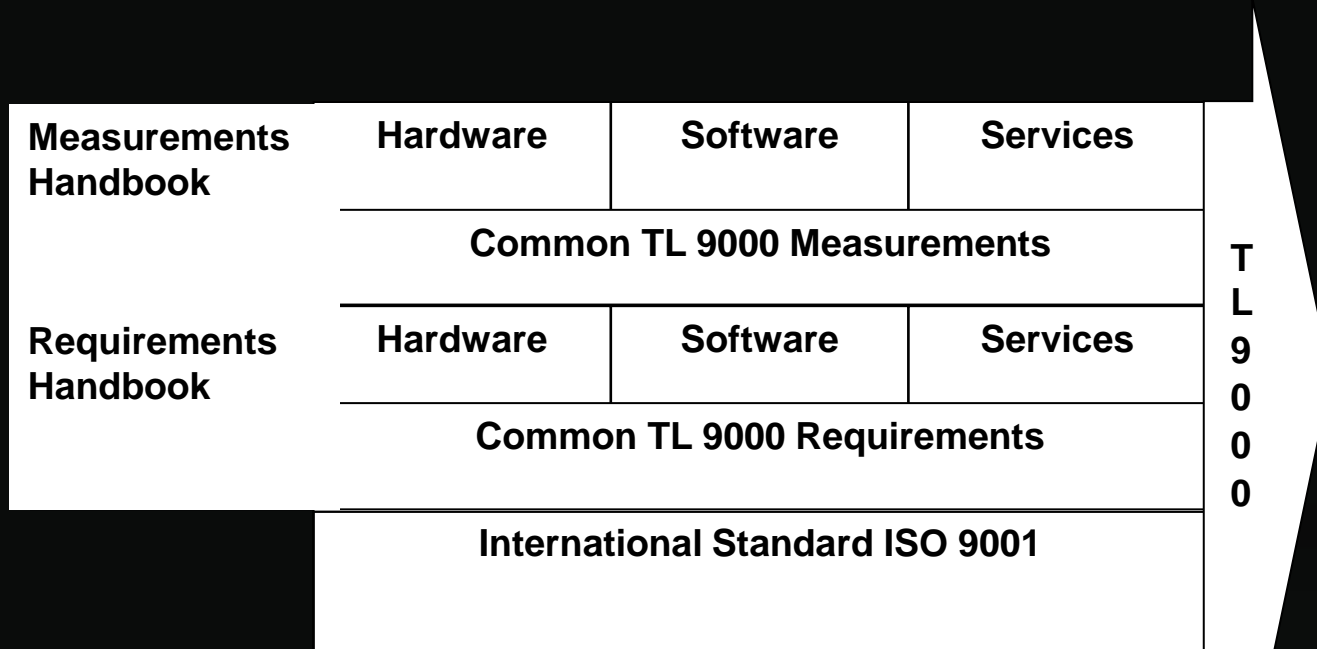 Measurements
Handbook
Hardware
Software
Services
Common TL 9000 Measurements
Requirements
Handbook
Hardware
Software
Services
Common TL 9000 Requirements
International Standard ISO 9001
T
L
9
0
0
0